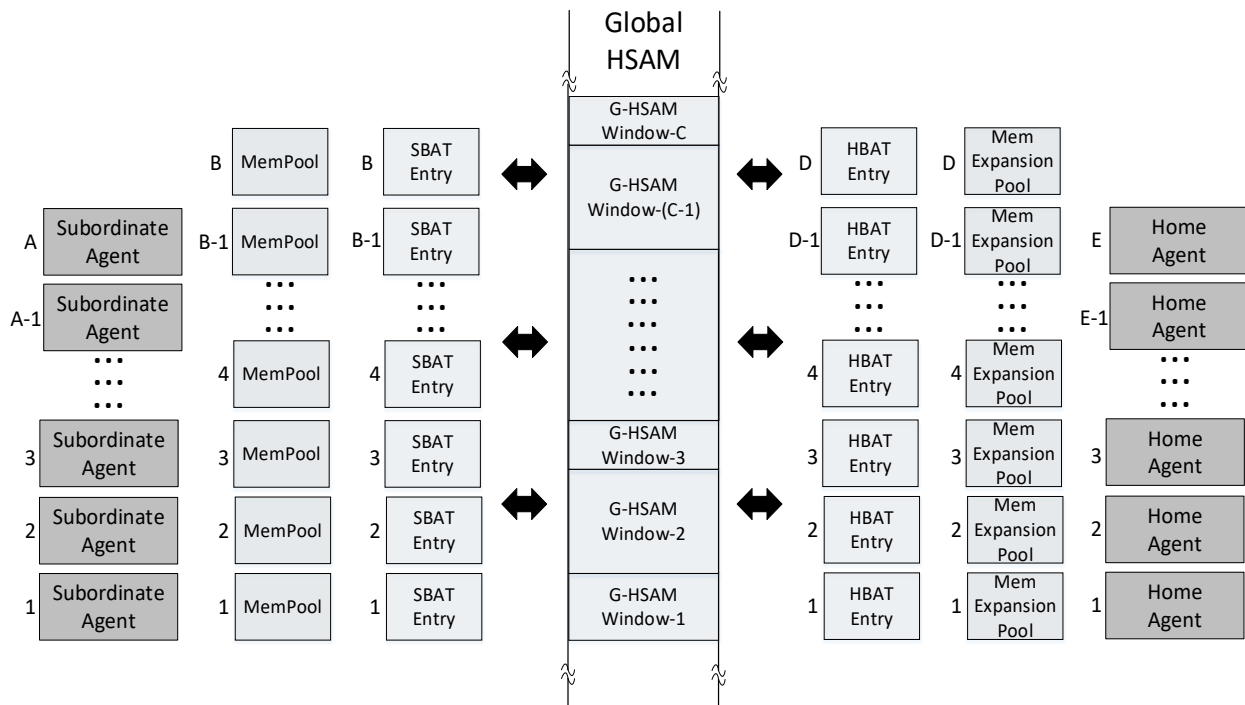 Global
HSAM
G-HSAM
Window-C
B
MemPool
B
SBAT
Entry
G-HSAM
Window-(C-1)
D
HBAT
Entry
D
Mem
Expansion
Pool
A
Subordinate
Agent
B-1
MemPool
B-1
SBAT
Entry
D-1
HBAT
Entry
D-1
Mem
Expansion
Pool
E
Home
Agent
A-1
Subordinate
Agent
E-1
Home
Agent
4
MemPool
4
SBAT
Entry
4
HBAT
Entry
4
Mem
Expansion
Pool
3
Subordinate
Agent
3
MemPool
3
SBAT
Entry
G-HSAM
Window-3
3
HBAT
Entry
3
Mem
Expansion
Pool
3
Home
Agent
2
Subordinate
Agent
2
MemPool
2
SBAT
Entry
G-HSAM
Window-2
2
HBAT
Entry
2
Mem
Expansion
Pool
2
Home
Agent
1
Subordinate
Agent
1
MemPool
1
SBAT
Entry
G-HSAM
Window-1
1
HBAT
Entry
1
Mem
Expansion
Pool
1
Home
Agent